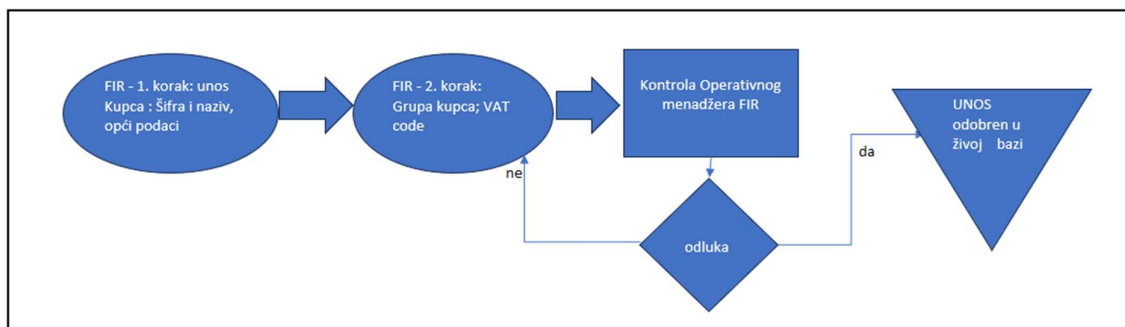 FIR - 1. korak: unos
Kupca : Šifra i naziv,
opći podaci
FIR - 2. korak:
Grupa kupca; VAT
code
Kontrola Operativnog
menadžera FIR
UNOS
odobren u
živoj bazi
ne
da
odluka